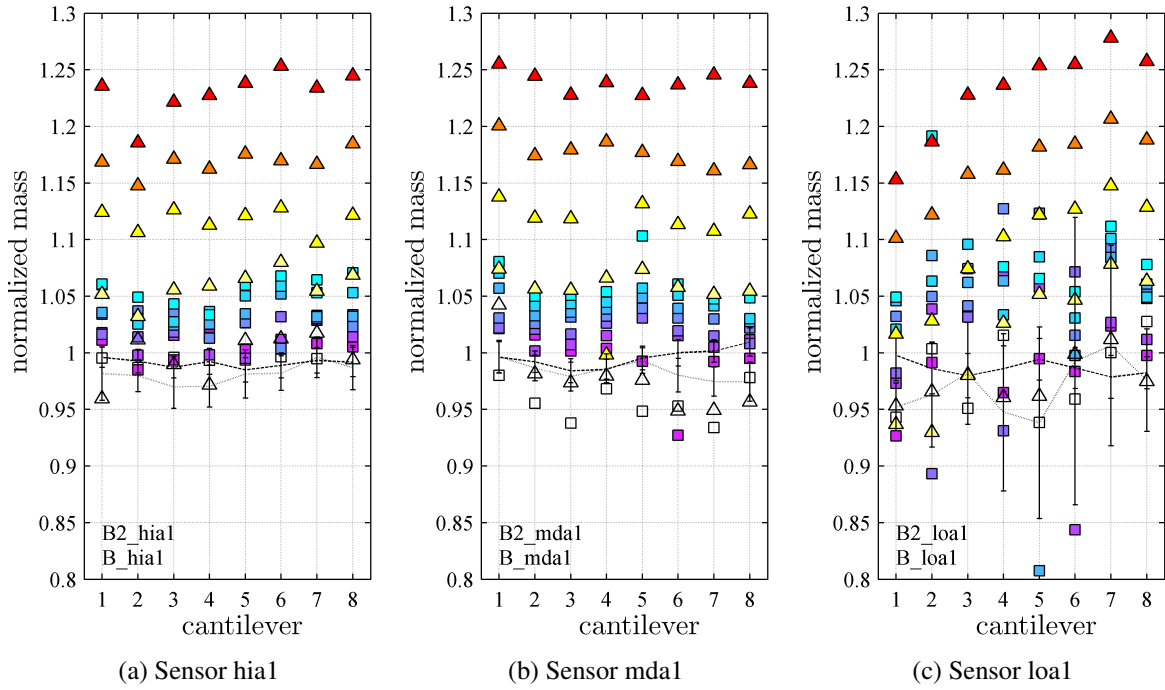 1.3
1.25
1.2
1.15
1.1
1.05
1
0.95
0.9
0.85
0.8
normalized mass
B2_hia1
B_hia1
1 2 3 4 5 6 7 8
cantilever
(a) Sensor hia1
1.3
1.25
1.2
1.15
1.1
1.05
1
0.95
0.9
0.85
0.8
normalized mass
B2_mda1
B_mda1
1 2 3 4 5 6 7 8
cantilever
(b) Sensor mda1
1.3
1.25
1.2
1.15
1.1
1.05
1
0.95
0.9
0.85
0.8
normalized mass
B2_loa1
B_loa1
1 2 3 4 5 6 7 8
cantilever
(c) Sensor loa1